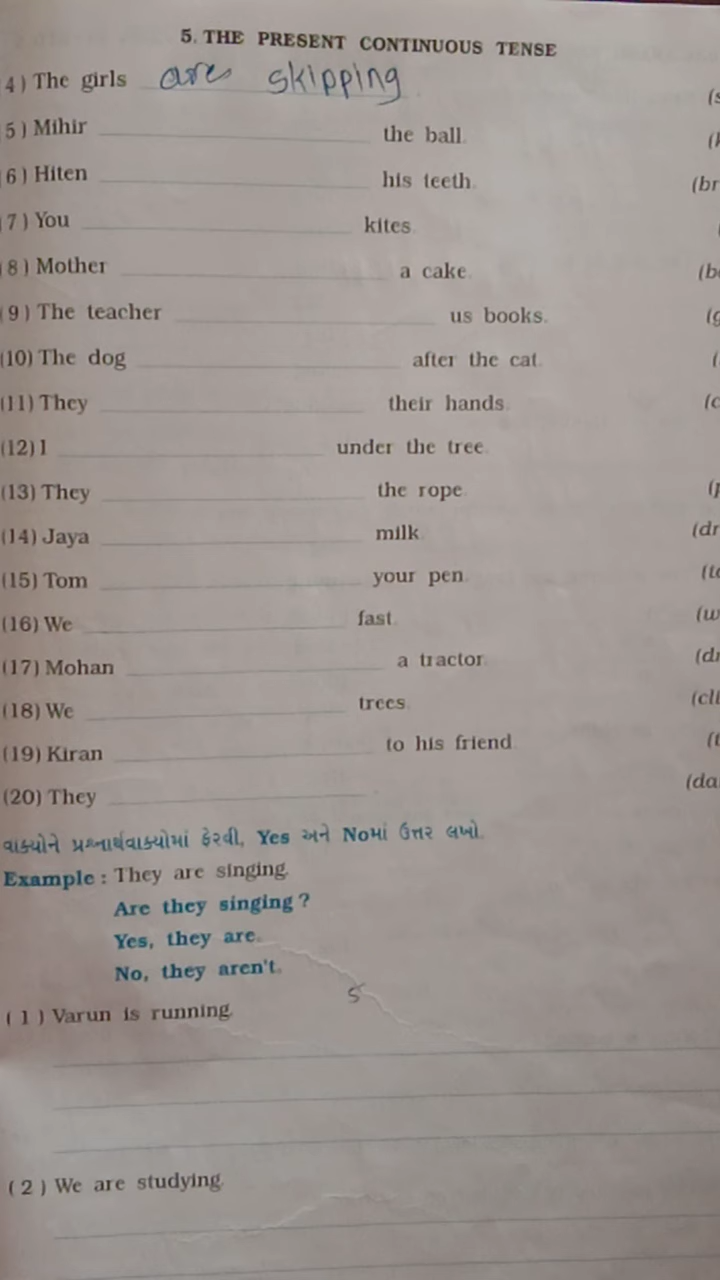 5. THE PRESENT CONTINUOUS TENSE
4) The girls are skipping
5) Mihir the ball.
6) Hiten his teeth. (br
7) You kites.
8) Mother a cake. (b
9) The teacher us books. (g
(10) The dog after the cat.
(11) They their hands. (c
(12) I under the tree.
(13) They the rope. (p
(14) Jaya milk. (dr
(15) Tom your pen. (t
(16) We fast. (w
(17) Mohan a tractor. (dr
(18) We trees. (cli
(19) Kiran to his friend. (t
(20) They . (da
વાક્યોને પ્રશ્નાર્થવાક્યોમાં ફેરવી, Yes અને Noમાં ઉત્તર લખો.
Example : They are singing.
Are they singing ?
Yes, they are.
No, they aren't.
5
( 1 ) Varun is running.
( 2 ) We are studying.